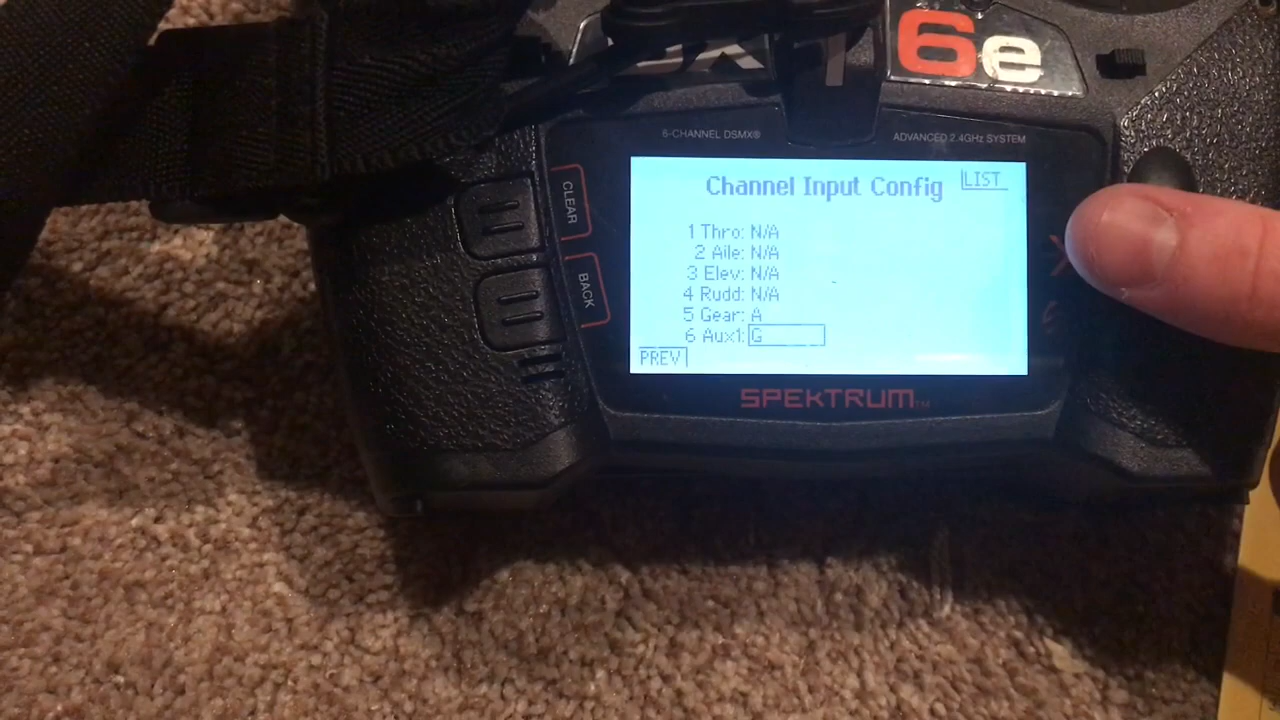 6e
6-CHANNEL DSMX®
ADVANCED 2.4GHz SYSTEM
CLEAR
BACK
Channel Input Config
LIST
1 Thro: N/A
2 Aile: N/A
3 Elev: N/A
4 Rudd: N/A
5 Gear: A
6 Aux1: G
PREV
SPEKTRUM™